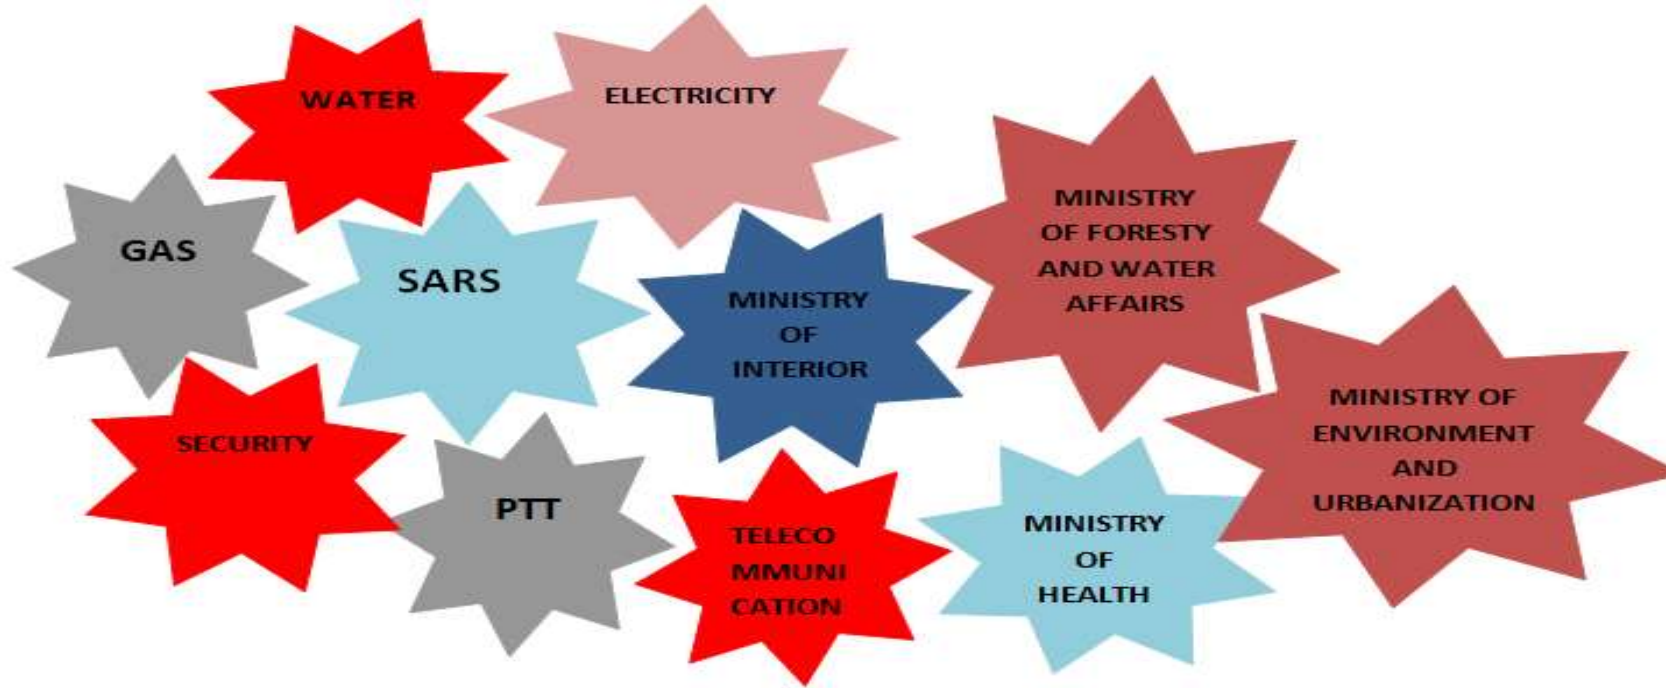 WATER
ELECTRICITY
MINISTRY
OF FORESTY
AND WATER
AFFAIRS
GAS
SARS
MINISTRY
OF
INTERIOR
MINISTRY OF
ENVIRONMENT
AND
URBANIZATION
SECURITY
PTT
TELECO
MMUNI
CATION
MINISTRY
OF
HEALTH